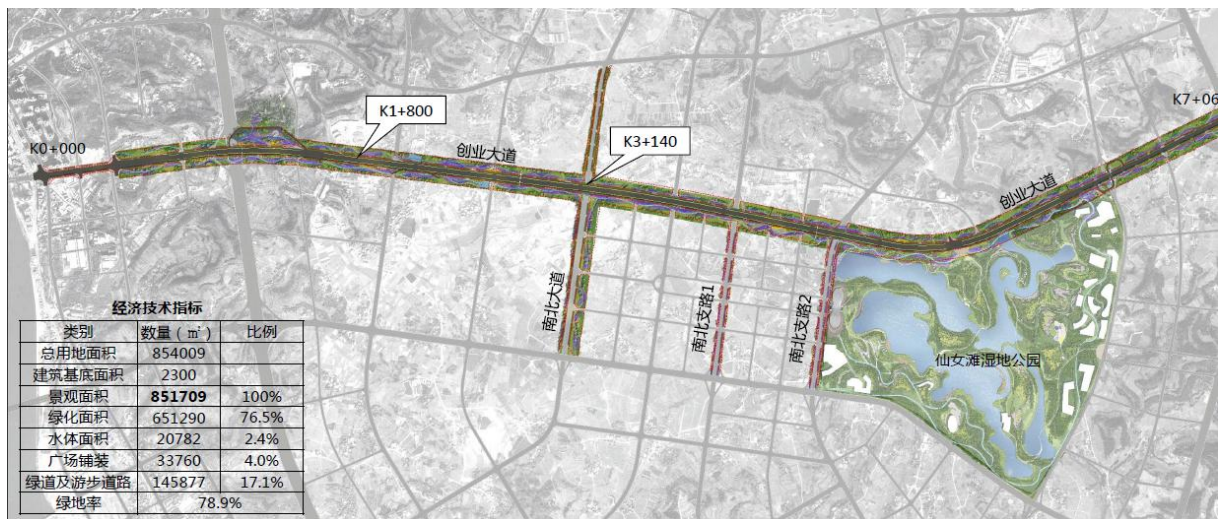 K0+000
K1+800
创业大道
K3+140
K7+06
创业大道
南北大道
南北支路1
南北支路2
仙女滩湿地公园
经济技术指标
类别 数量（㎡） 比例
总用地面积 854009
建筑基底面积 2300
景观面积 851709 100%
绿化面积 651290 76.5%
水体面积 20782 2.4%
广场铺装 33760 4.0%
绿道及游步道路 145877 17.1%
绿地率 78.9%